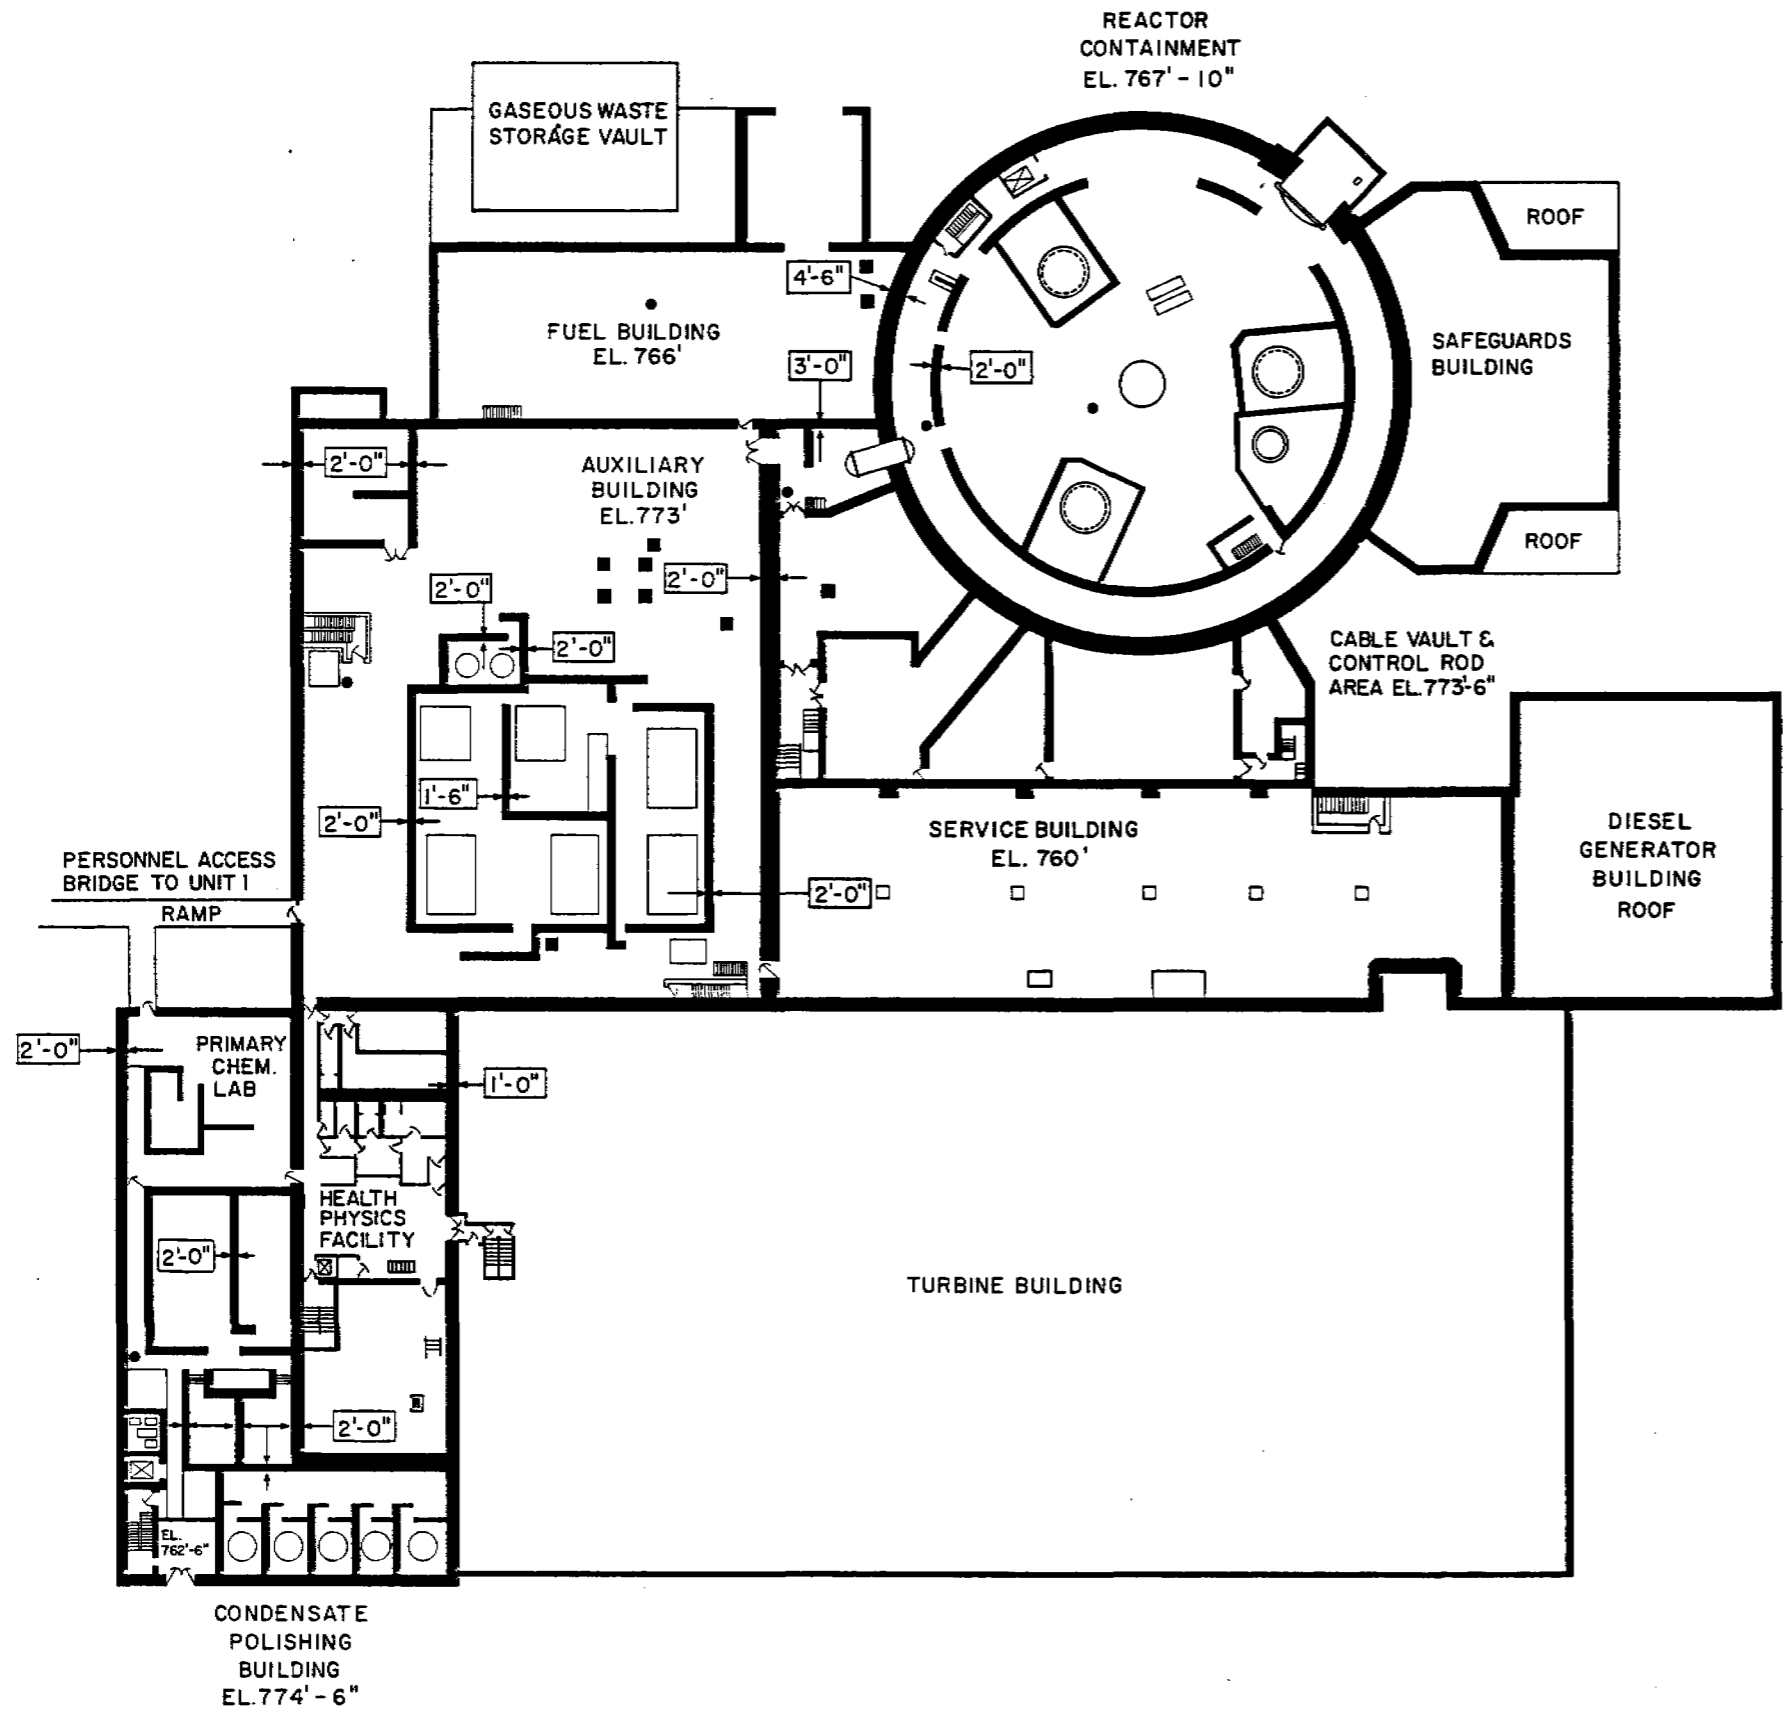 REACTOR
CONTAINMENT
EL. 767'-10"
GASEOUS WASTE
STORAGE VAULT
ROOF
4'-6"
FUEL BUILDING
EL. 766'
3'-0"
2'-0"
SAFEGUARDS
BUILDING
2'-0"
AUXILIARY
BUILDING
EL.773'
ROOF
2'-0"
2'-0"
2'-0"
CABLE VAULT &
CONTROL ROD
AREA EL.773'-6"
1'-6"
2'-0"
SERVICE BUILDING
EL. 760'
DIESEL
GENERATOR
BUILDING
ROOF
PERSONNEL ACCESS
BRIDGE TO UNIT 1
RAMP
2'-0"
2'-0"
PRIMARY
CHEM.
LAB
1'-0"
HEALTH
PHYSICS
FACILITY
2'-0"
TURBINE BUILDING
2'-0"
EL.
762'-6"
CONDENSATE
POLISHING
BUILDING
EL.774'-6"